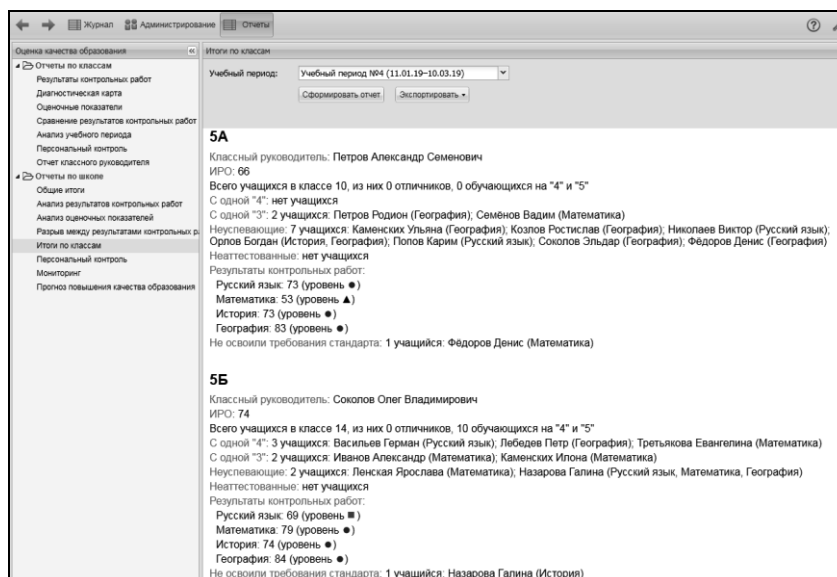 Журнал Администрирование Отчеты
Оценка качества образования
Отчеты по классам
Результаты контрольных работ
Диагностическая карта
Оценочные показатели
Сравнение результатов контрольных работ
Анализ учебного периода
Персональный контроль
Отчет классного руководителя
Отчеты по школе
Общие итоги
Анализ результатов контрольных работ
Анализ оценочных показателей
Разрыв между результатами контрольных ра
Итоги по классам
Персональный контроль
Мониторинг
Прогноз повышения качества образования
Итоги по классам
Учебный период: Учебный период №4 (11.01.19–10.03.19)
Сформировать отчет Экспортировать
5А
Классный руководитель: Петров Александр Семенович
ИРО: 66
Всего учащихся в классе 10, из них 0 отличников, 0 обучающихся на "4" и "5"
С одной "4": нет учащихся
С одной "3": 2 учащихся: Петров Родион (География); Семёнов Вадим (Математика)
Неуспевающие: 7 учащихся: Каменских Ульяна (География); Козлов Ростислав (География); Николаев Виктор (Русский язык);
Орлов Богдан (История, География); Попов Карим (Русский язык); Соколов Эльдар (География); Фёдоров Денис (География)
Неаттестованные: нет учащихся
Результаты контрольных работ:
Русский язык: 73 (уровень ●)
Математика: 53 (уровень ▲)
История: 73 (уровень ●)
География: 83 (уровень ●)
Не освоили требования стандарта: 1 учащийся: Фёдоров Денис (Математика)
5Б
Классный руководитель: Соколов Олег Владимирович
ИРО: 74
Всего учащихся в классе 14, из них 0 отличников, 10 обучающихся на "4" и "5"
С одной "4": 3 учащихся: Васильев Герман (Русский язык); Лебедев Петр (География); Третьякова Евангелина (Математика)
С одной "3": 2 учащихся: Иванов Александр (Математика); Каменских Илона (Математика)
Неуспевающие: 2 учащихся: Ленская Ярослава (Математика); Назарова Галина (Русский язык, Математика, География)
Неаттестованные: нет учащихся
Результаты контрольных работ:
Русский язык: 69 (уровень ■)
Математика: 79 (уровень ●)
История: 74 (уровень ●)
География: 84 (уровень ●)
Не освоили требования стандарта: 1 учащийся: Назарова Галина (История)